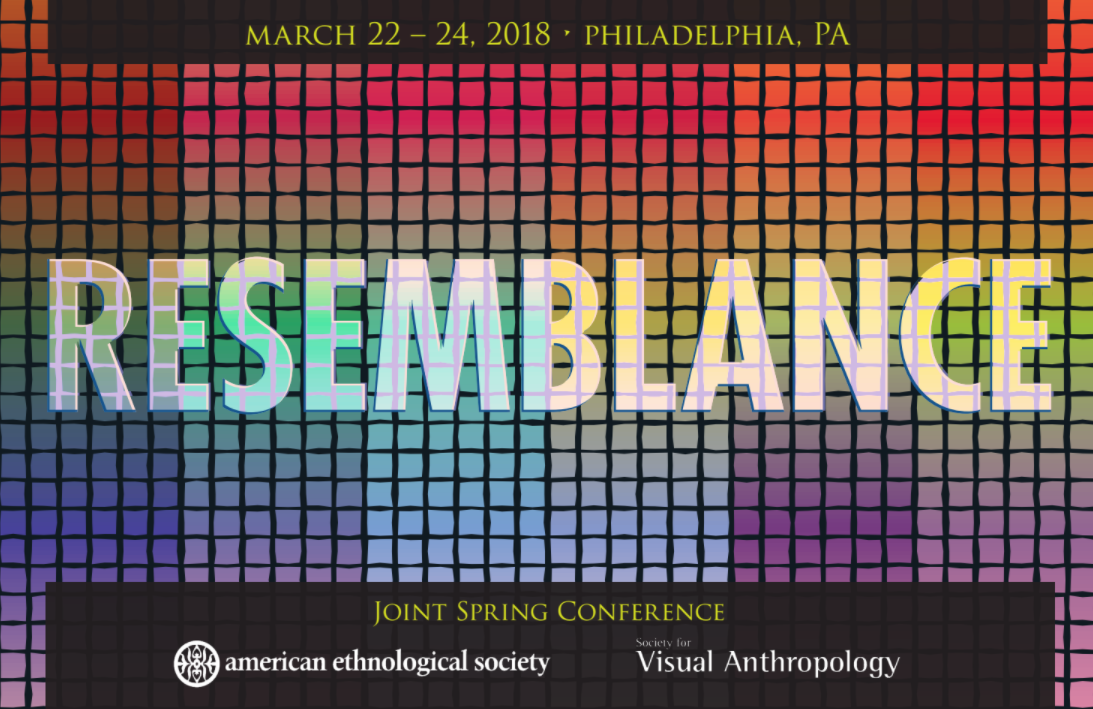 MARCH 22 – 24, 2018 · PHILADELPHIA, PA
RESEMBLANCE
JOINT SPRING CONFERENCE
american ethnological society
Society for
Visual Anthropology